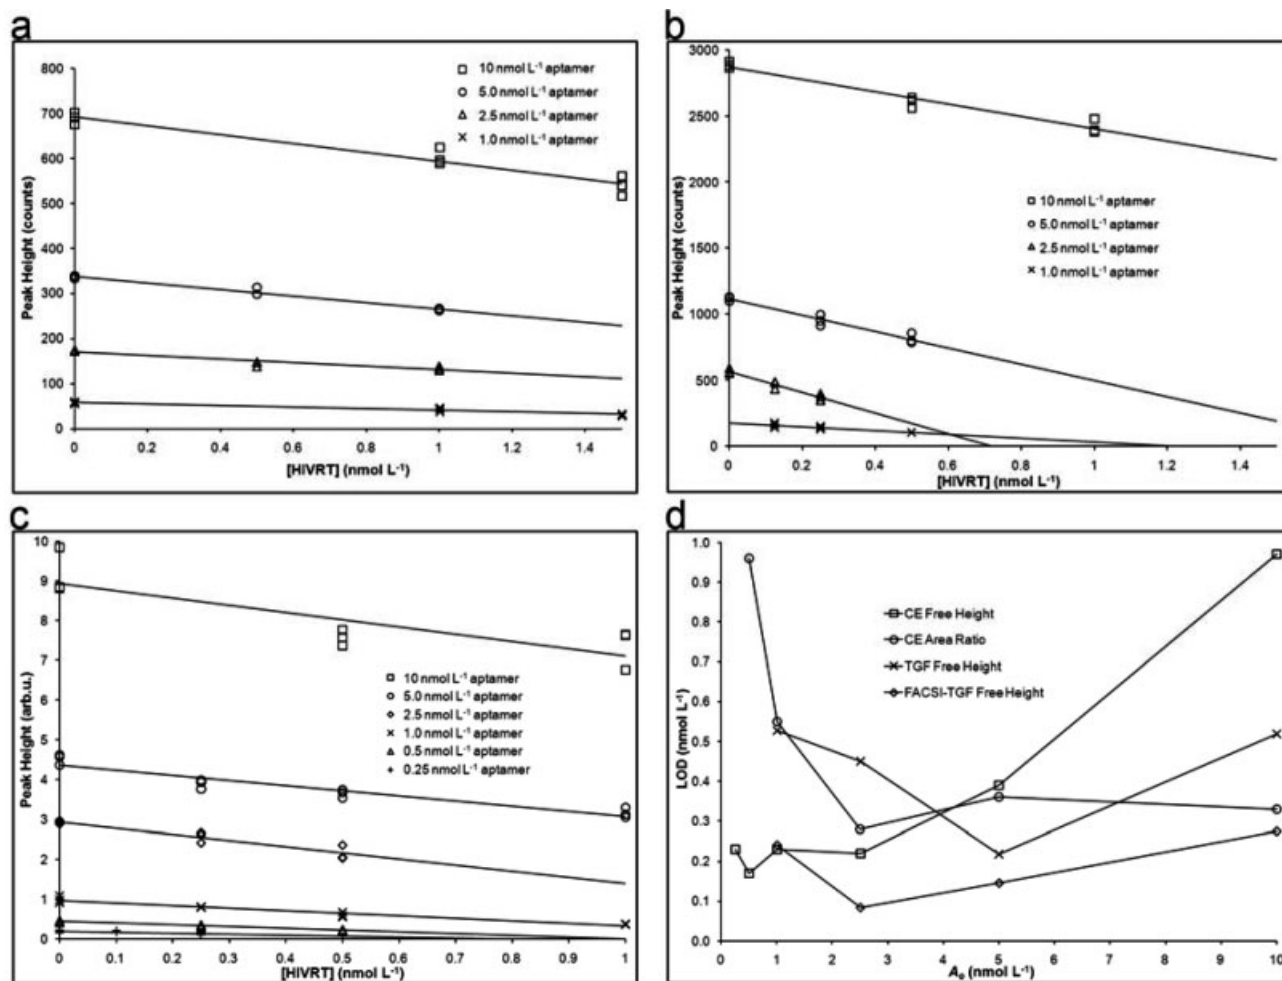 a
800
700
600
500
400
300
200
100
0
Peak Height (counts)
10 nmol L⁻¹ aptamer
5.0 nmol L⁻¹ aptamer
2.5 nmol L⁻¹ aptamer
1.0 nmol L⁻¹ aptamer
0 0.2 0.4 0.6 0.8 1 1.2 1.4
[HIVRT] (nmol L⁻¹)
b
3000
2500
2000
1500
1000
500
0
Peak Height (counts)
10 nmol L⁻¹ aptamer
5.0 nmol L⁻¹ aptamer
2.5 nmol L⁻¹ aptamer
1.0 nmol L⁻¹ aptamer
0 0.2 0.4 0.6 0.8 1 1.2 1.4
[HIVRT] (nmol L⁻¹)
c
10
9
8
7
6
5
4
3
2
1
0
Peak Height (arb.u.)
10 nmol L⁻¹ aptamer
5.0 nmol L⁻¹ aptamer
2.5 nmol L⁻¹ aptamer
1.0 nmol L⁻¹ aptamer
0.5 nmol L⁻¹ aptamer
0.25 nmol L⁻¹ aptamer
0 0.1 0.2 0.3 0.4 0.5 0.6 0.7 0.8 0.9 1
[HIVRT] (nmol L⁻¹)
d
1.0
0.9
0.8
0.7
0.6
0.5
0.4
0.3
0.2
0.1
0.0
LOD (nmol L⁻¹)
CE Free Height
CE Area Ratio
TGF Free Height
FACSI-TGF Free Height
0 1 2 3 4 5 6 7 8 9 10
A₀ (nmol L⁻¹)